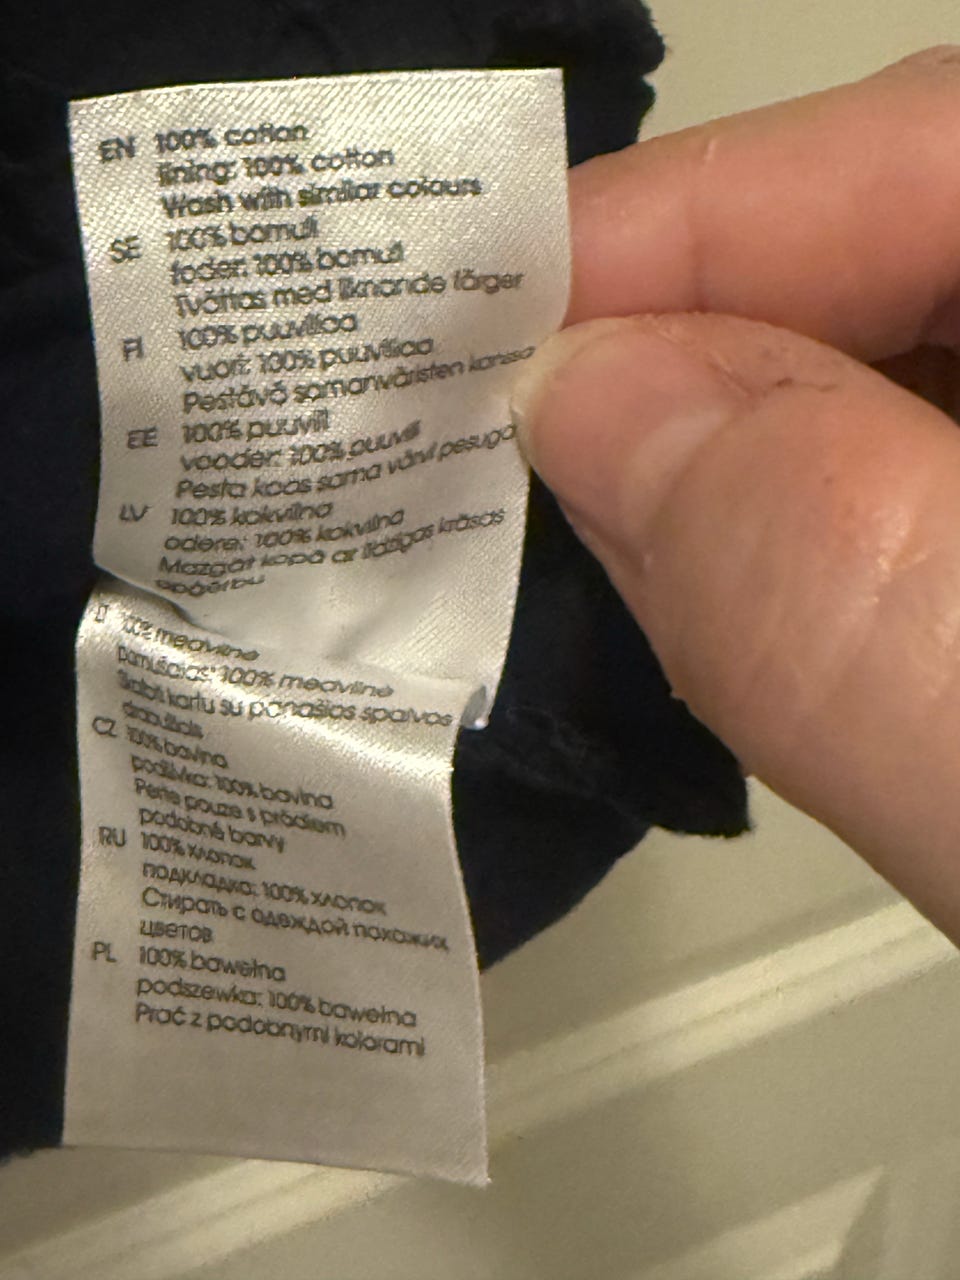 EN 100% cotton
lining: 100% cotton
Wash with similar colours
SE 100% bomull
foder: 100% bomull
Tvättas med liknande färger
FI 100% puuvillaa
vuori: 100% puuvillaa
Pestävä samanväristen kanssa
EE 100% puuvill
vooder: 100% puuvill
Pesta koos sama värvi pesuga
LV 100% kokvilna
odere: 100% kokvilna
Mazgāt kopā ar līdzīgas krāsas
apģērbu
LT 100% medvilnė
pamušalas: 100% medvilnė
Skalbti kartu su panašios spalvos
drabužiais
CZ 100% bavlna
podšívka: 100% bavlna
Perte pouze s prádlem
podobné barvy
RU 100% хлопок
подкладка: 100% хлопок
Стирать с одеждой похожих
цветов
PL 100% bawełna
podszewka: 100% bawełna
Prać z podobnymi kolorami